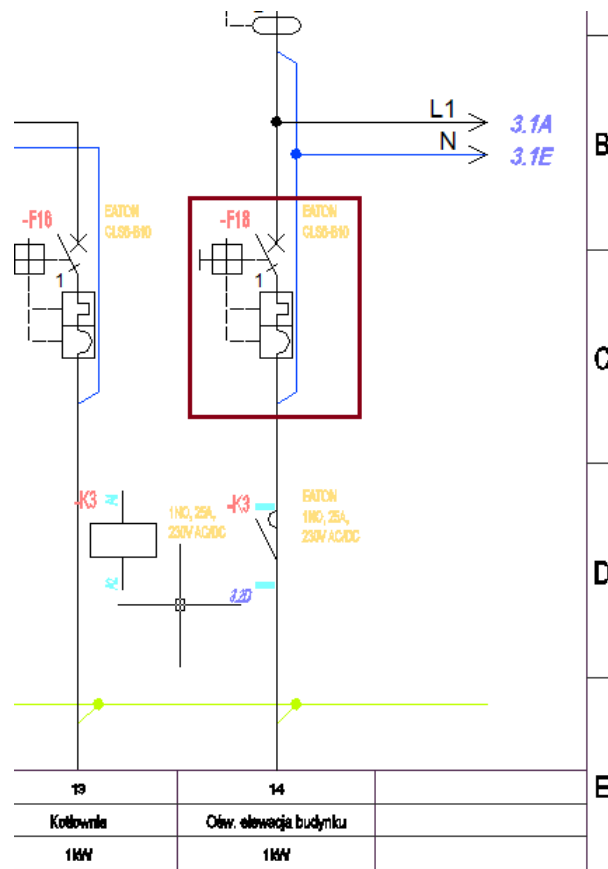 L1
3.1A
N
3.1E
B
-F16
EATON
CLS6-B10
1
-F18
EATON
CLS6-B10
1
C
-K3
A1
1NO, 25A,
230V AC/DC
A2
-K3
EATON
1NO, 25A,
230V AC/DC
3.2D
D
13
14
E
Kotłownia
Ośw. elewacja budynku
1kW
1kW